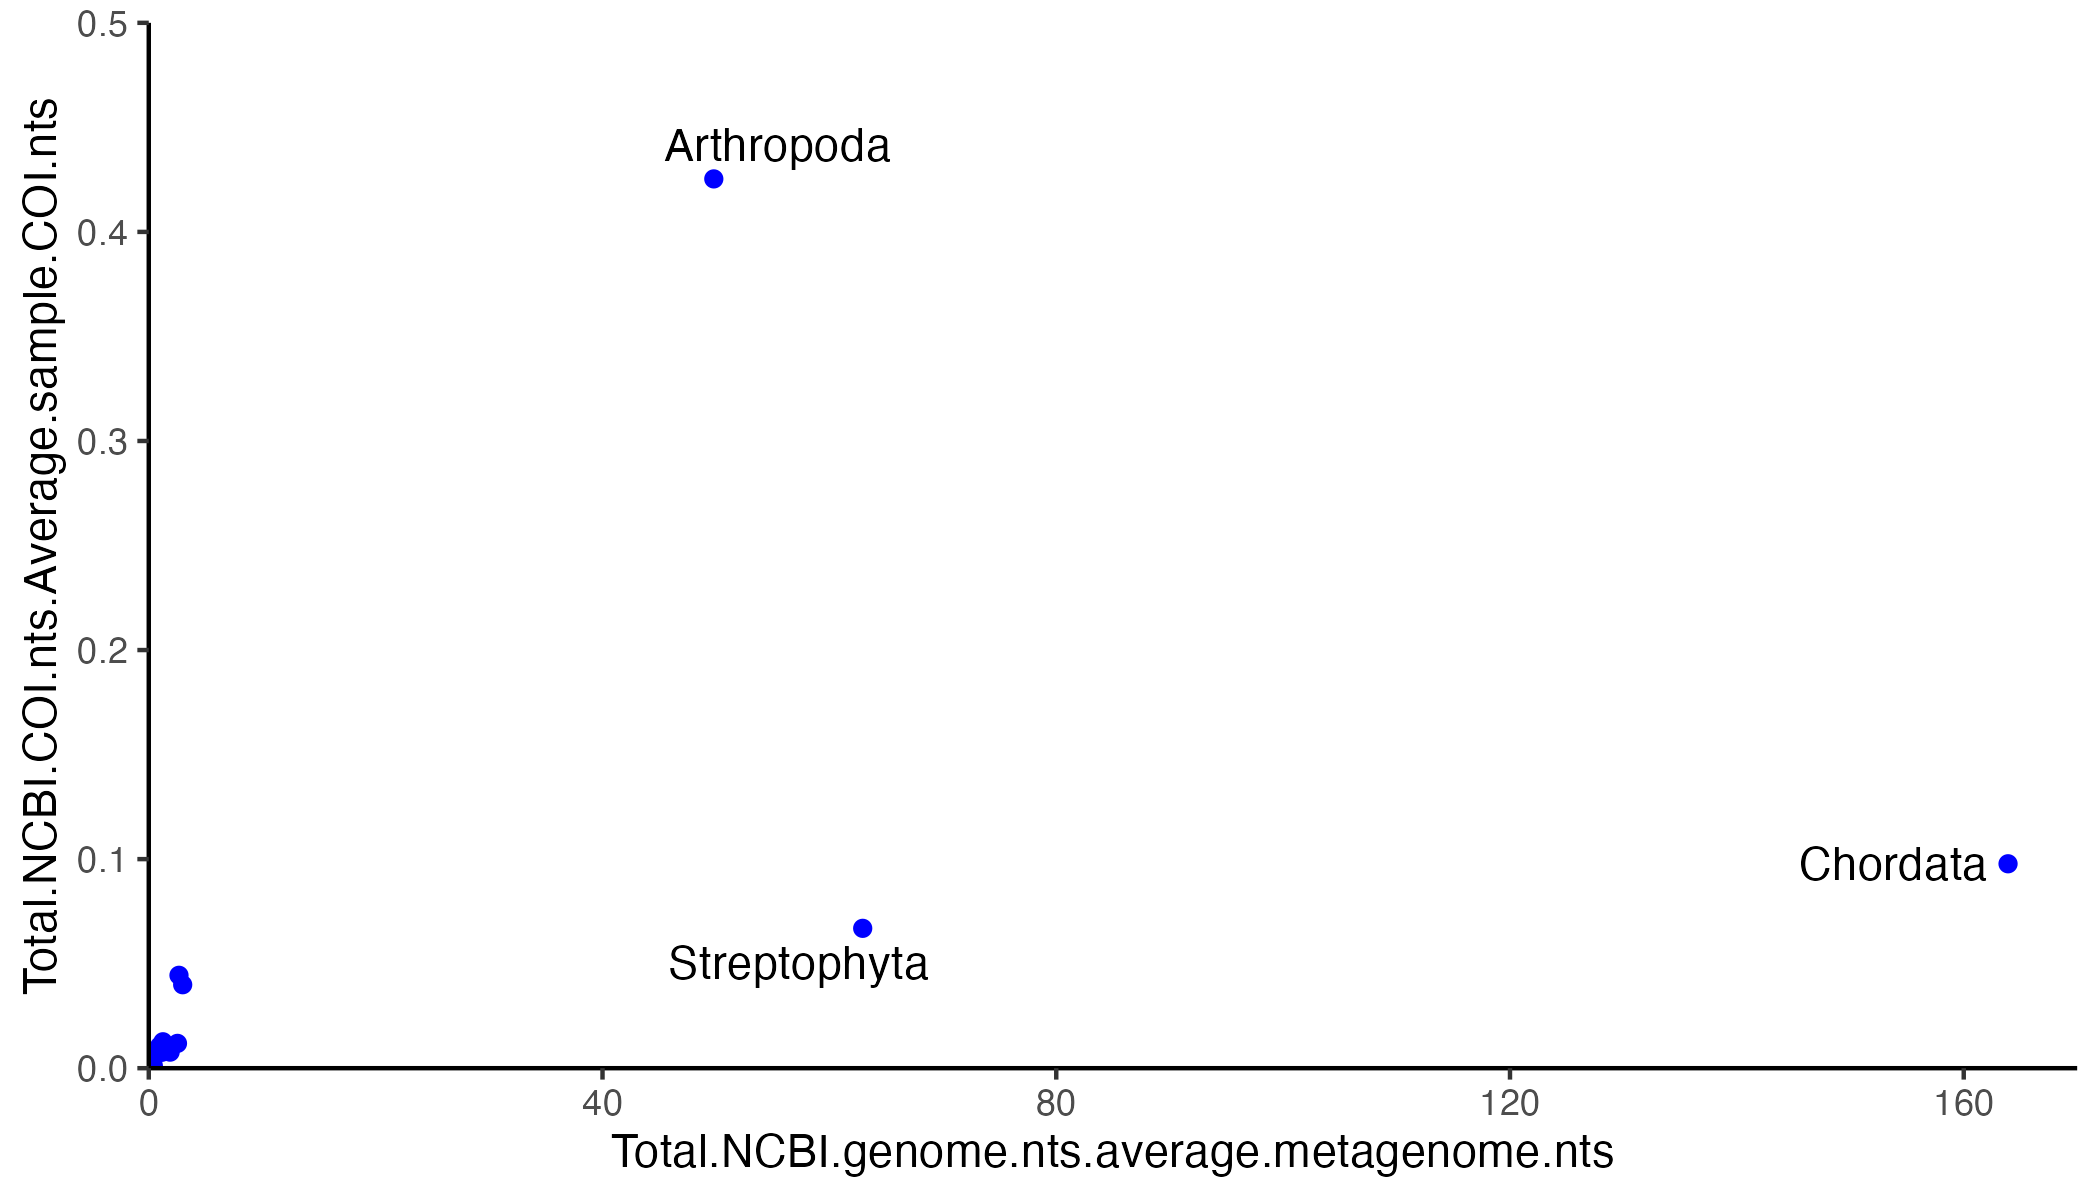 Total.NCBI.COI.nts.Average.sample.COI.nts
0.5
0.4
0.3
0.2
0.1
0.0
Arthropoda
Chordata
Streptophyta
0 40 80 120 160
Total.NCBI.genome.nts.average.metagenome.nts